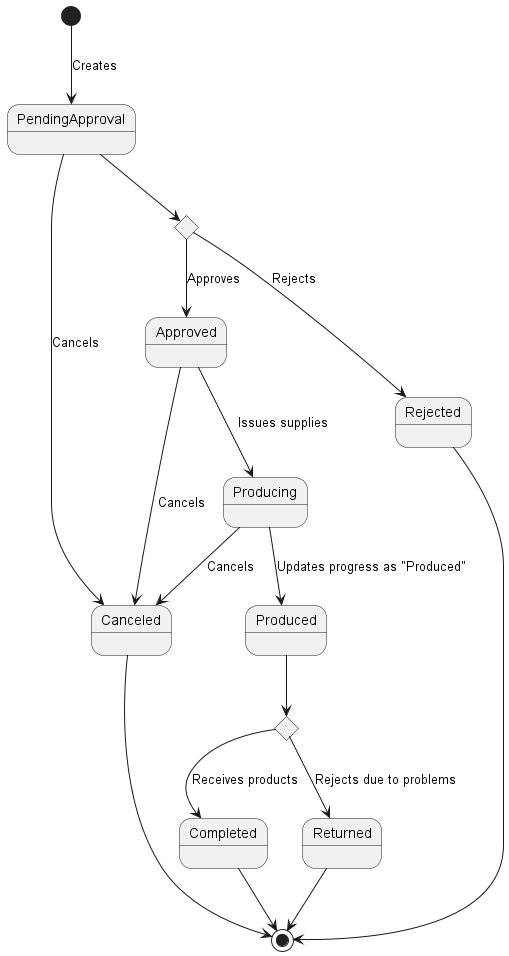 Creates
PendingApproval
Approves
Rejects
Approved
Cancels
Rejected
Issues supplies
Producing
Cancels
Cancels
Updates progress as "Produced"
Canceled
Produced
Receives products
Rejects due to problems
Completed
Returned